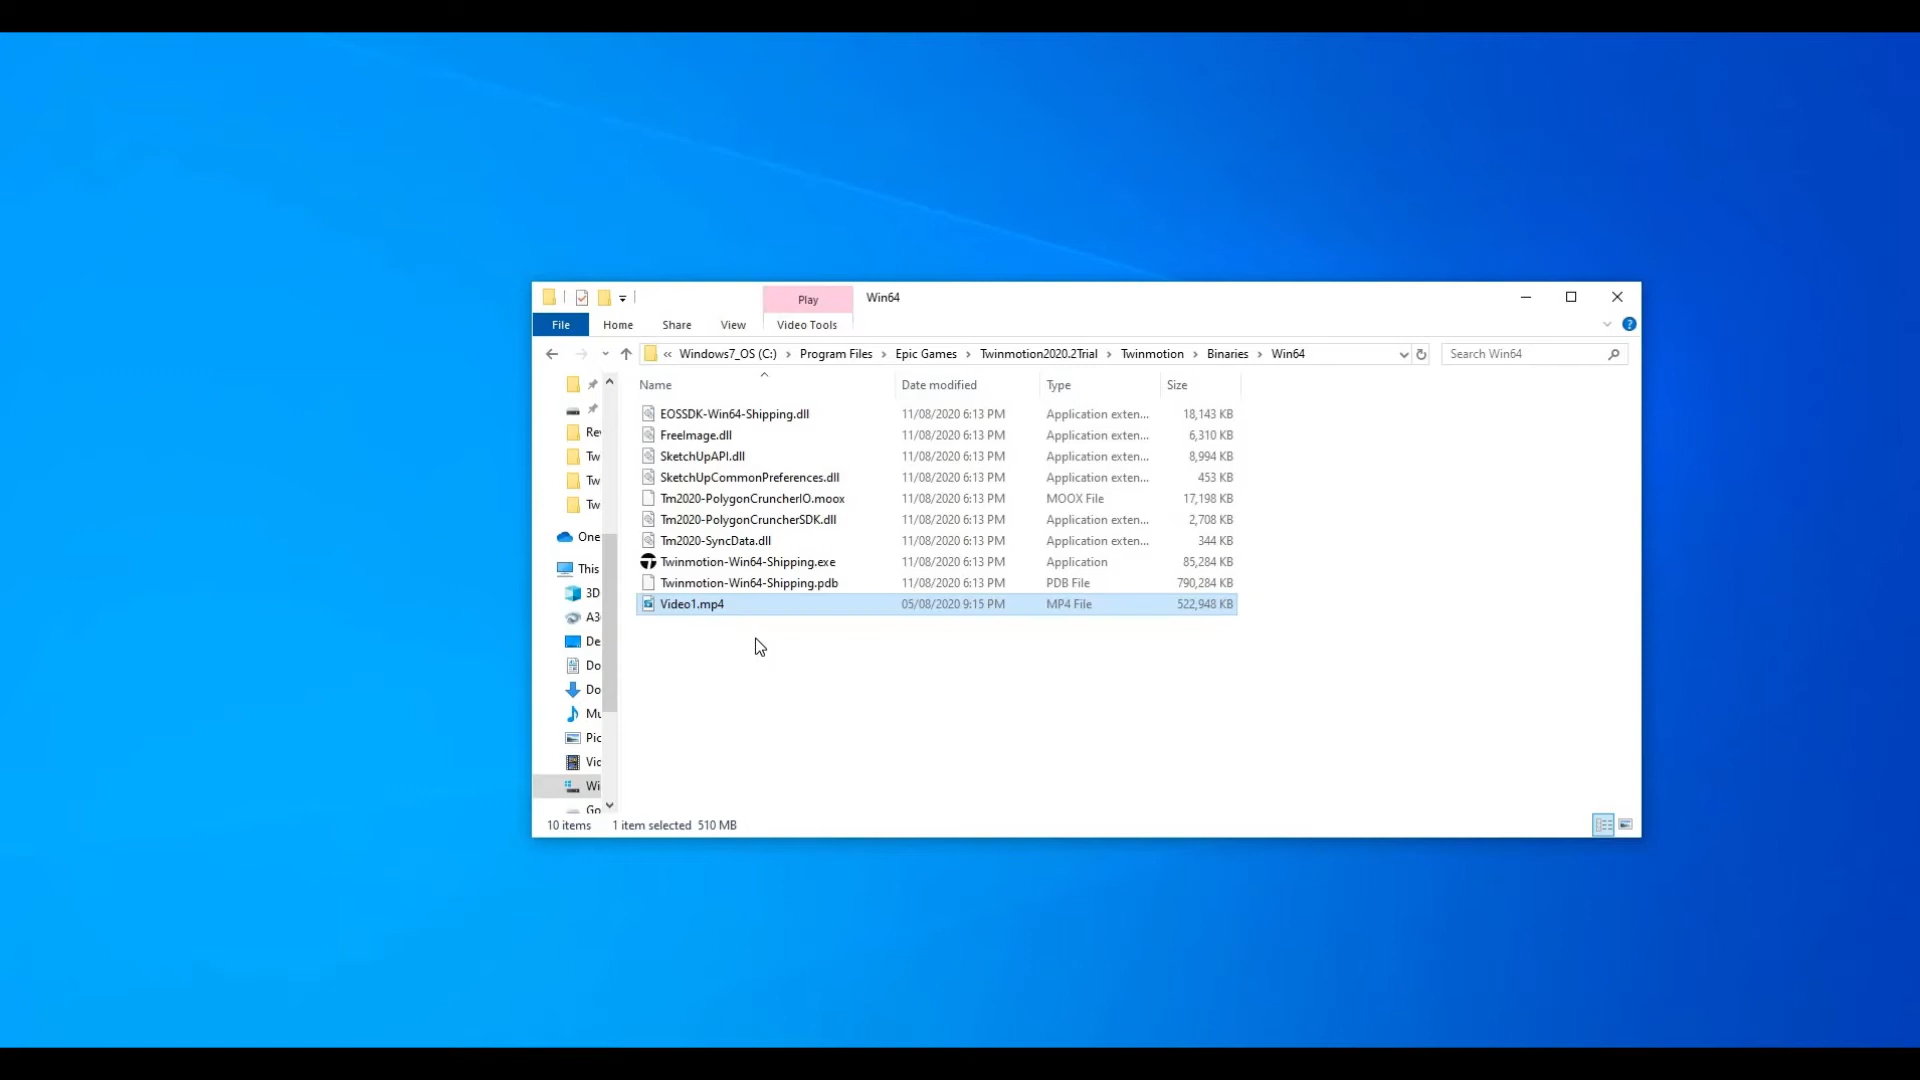 Play Win64
File Home Share View Video Tools
« Windows7_OS (C:) › Program Files › Epic Games › Twinmotion2020.2Trial › Twinmotion › Binaries › Win64 Search Win64
Name Date modified Type Size
EOSSDK-Win64-Shipping.dll 11/08/2020 6:13 PM Application exten... 18,143 KB
FreeImage.dll 11/08/2020 6:13 PM Application exten... 6,310 KB
SketchUpAPI.dll 11/08/2020 6:13 PM Application exten... 8,994 KB
SketchUpCommonPreferences.dll 11/08/2020 6:13 PM Application exten... 453 KB
Tm2020-PolygonCruncherIO.moox 11/08/2020 6:13 PM MOOX File 17,198 KB
Tm2020-PolygonCruncherSDK.dll 11/08/2020 6:13 PM Application exten... 2,708 KB
Tm2020-SyncData.dll 11/08/2020 6:13 PM Application exten... 344 KB
Twinmotion-Win64-Shipping.exe 11/08/2020 6:13 PM Application 85,284 KB
Twinmotion-Win64-Shipping.pdb 11/08/2020 6:13 PM PDB File 790,284 KB
Video1.mp4 05/08/2020 9:15 PM MP4 File 522,948 KB
Re
Tw
Tw
Tw
One
This
3D
A3
De
Do
Do
Mu
Pic
Vic
Wi
Go
10 items 1 item selected 510 MB